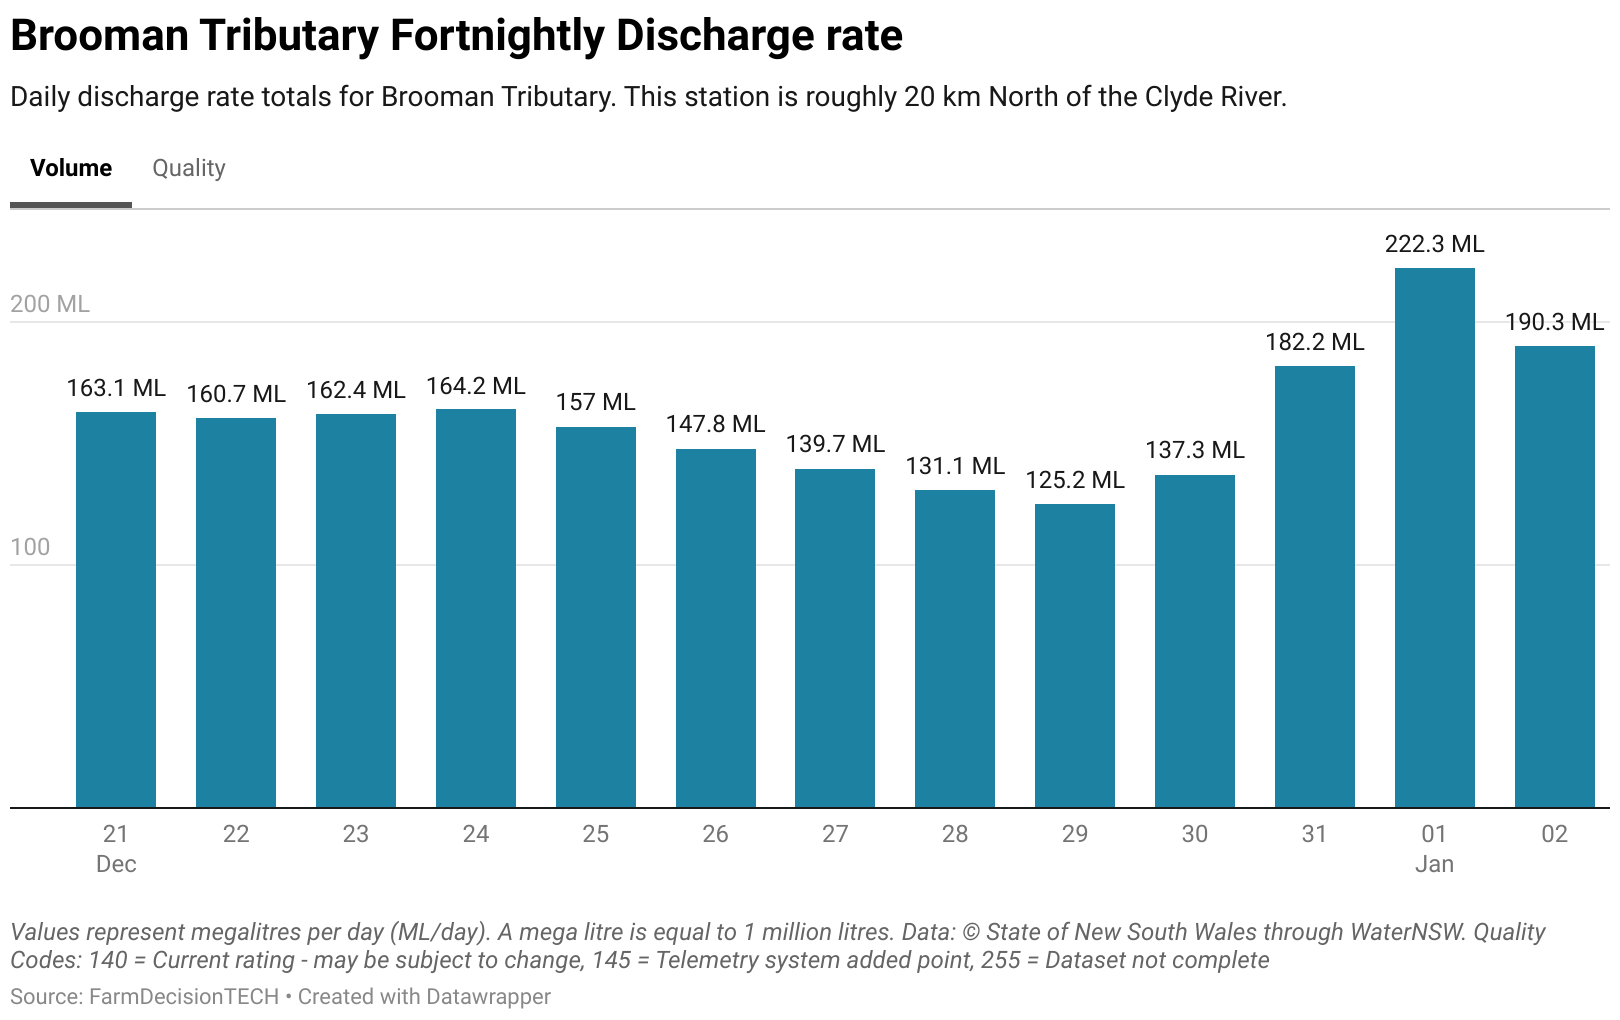 Brooman Tributary Fortnightly Discharge rate
Daily discharge rate totals for Brooman Tributary. This station is roughly 20 km North of the Clyde River.
Volume Quality
222.3 ML
200 ML
190.3 ML
182.2 ML
163.1 ML 160.7 ML 162.4 ML 164.2 ML
157 ML
147.8 ML
139.7 ML
137.3 ML
131.1 ML
125.2 ML
100
21 22 23 24 25 26 27 28 29 30 31 01 02
Dec Jan
Values represent megalitres per day (ML/day). A mega litre is equal to 1 million litres. Data: © State of New South Wales through WaterNSW. Quality
Codes: 140 = Current rating - may be subject to change, 145 = Telemetry system added point, 255 = Dataset not complete
Source: FarmDecisionTECH • Created with Datawrapper